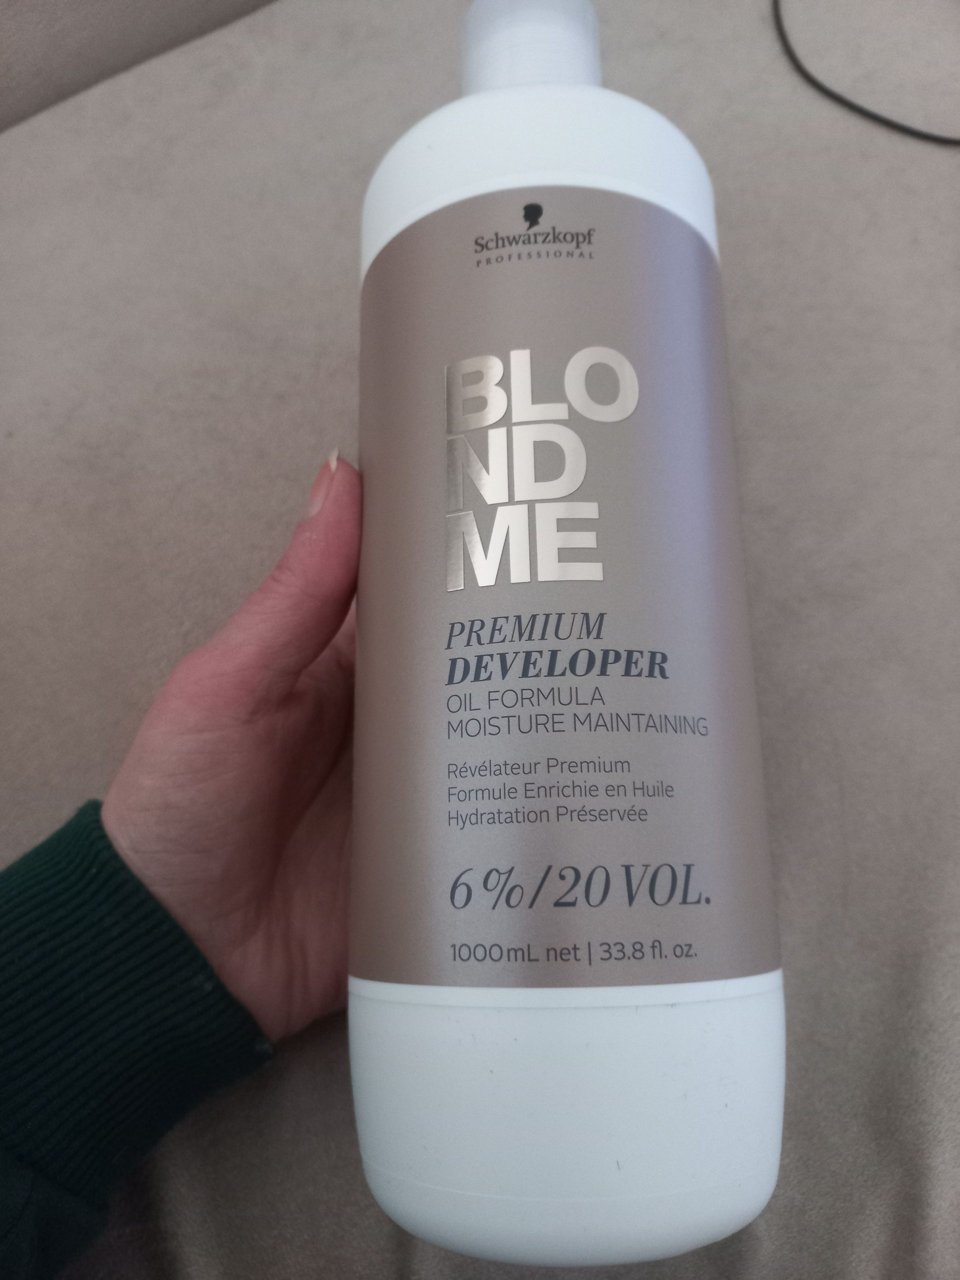 Schwarzkopf
PROFESSIONAL
BLO
ND
ME
PREMIUM
DEVELOPER
OIL FORMULA
MOISTURE MAINTAINING
Révélateur Premium
Formule Enrichie en Huile
Hydratation Préservée
6%/20 VOL.
1000mL net | 33.8 fl. oz.